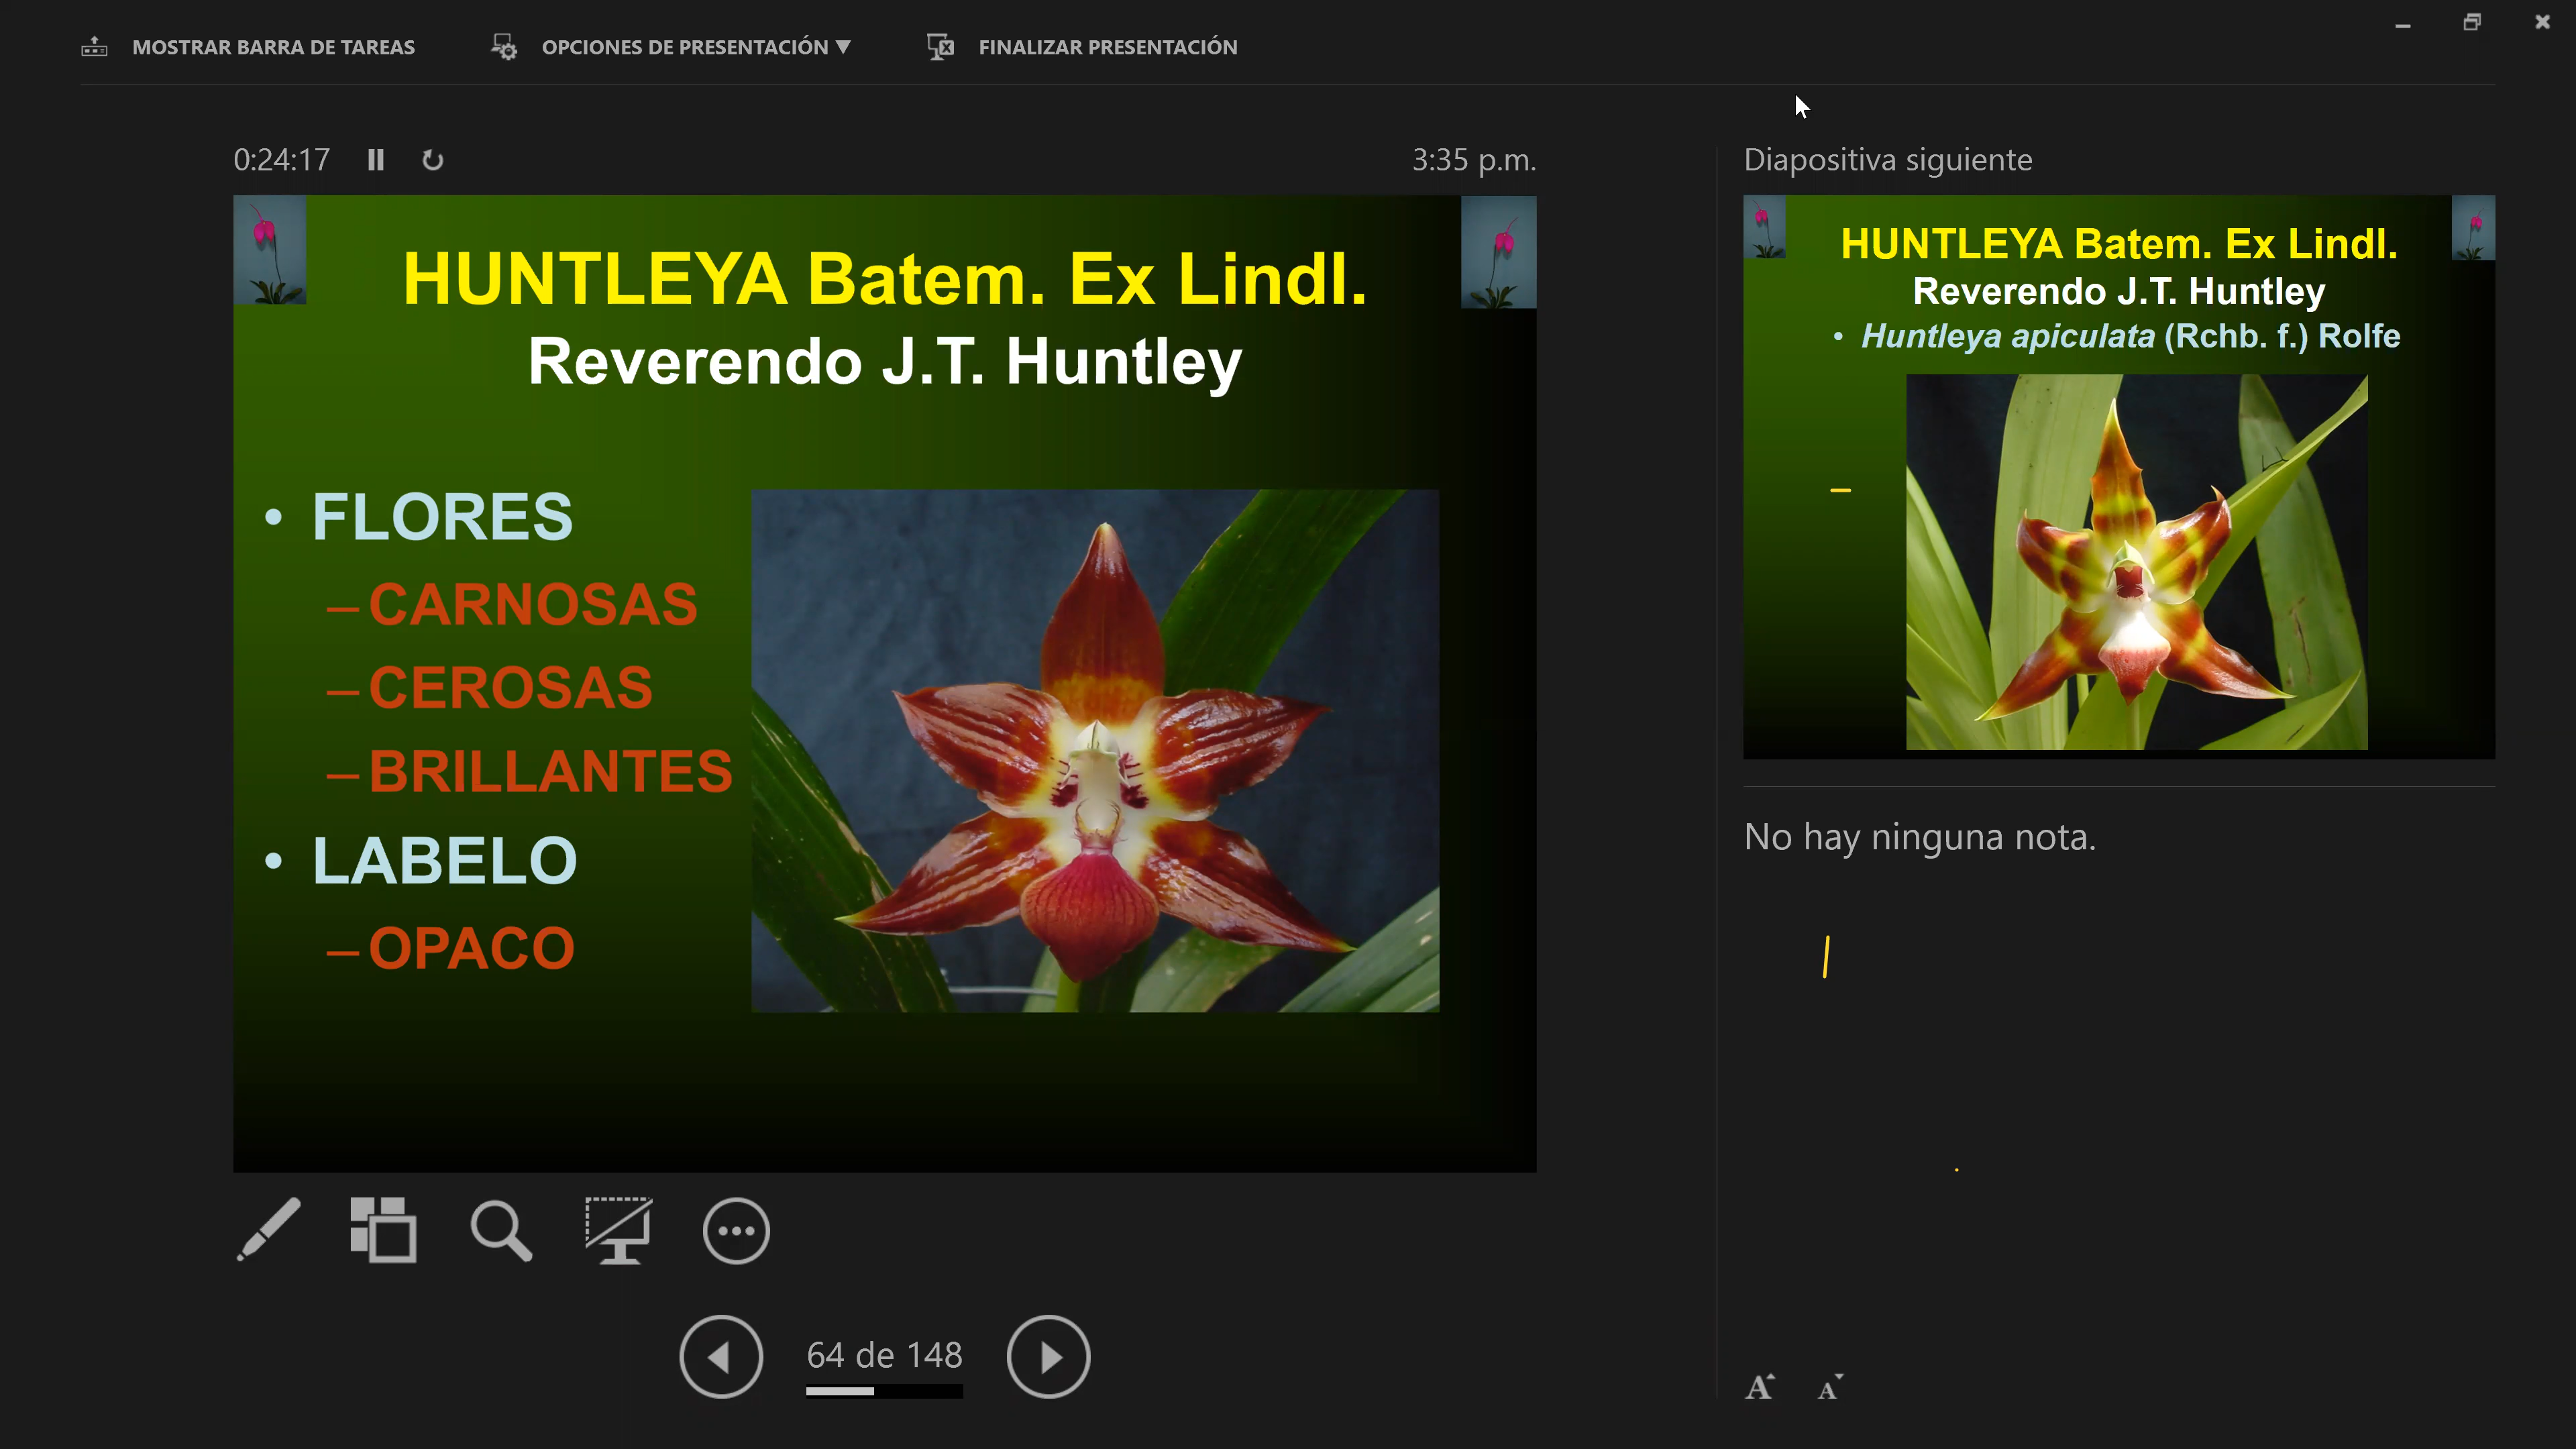 MOSTRAR BARRA DE TAREAS
OPCIONES DE PRESENTACIÓN ▼
FINALIZAR PRESENTACIÓN
0:24:17
3:35 p.m.
HUNTLEYA Batem. Ex Lindl.
Reverendo J.T. Huntley
• FLORES
– CARNOSAS
– CEROSAS
– BRILLANTES
• LABELO
– OPACO
64 de 148
Diapositiva siguiente
HUNTLEYA Batem. Ex Lindl.
Reverendo J.T. Huntley
• Huntleya apiculata (Rchb. f.) Rolfe
–
No hay ninguna nota.
A A